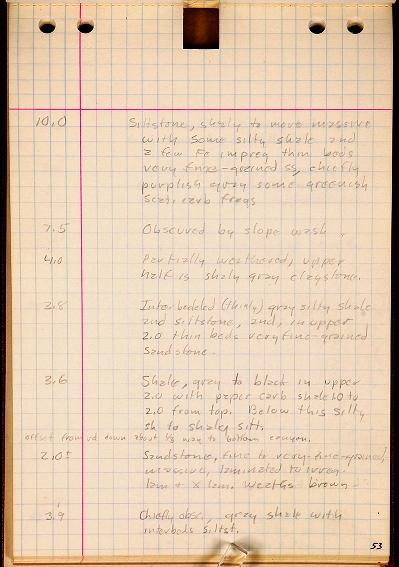 10.0 Siltstone, shaly to more massive
with some silty shale and
a few Fe impreg thin beds
very fine-grained ss, chiefly
purplish gray some greenish
Scat. carb frags
7.5 Obscured by slope wash.
4.0 Partially weathered, upper
half is shaly gray claystone.
3.8 Interbedded (thinly) gray silty shale
and siltstone, and, in upper
2.0 thin beds very fine-grained
sandstone.
3.6 Shale, gray to black in upper
2.0 with paper carb shale 1.0 to
2.0 from top. Below this silty
sh to shaly silt.
offset from rd down about 1/3 way to bottom canyon.
2.0± Sandstone, fine to very-fine-grained,
massive, laminated to irreg.
lam + x lam. Weaths brown
3.9 Chiefly obsc, gray shale with
interbeds siltst.
53